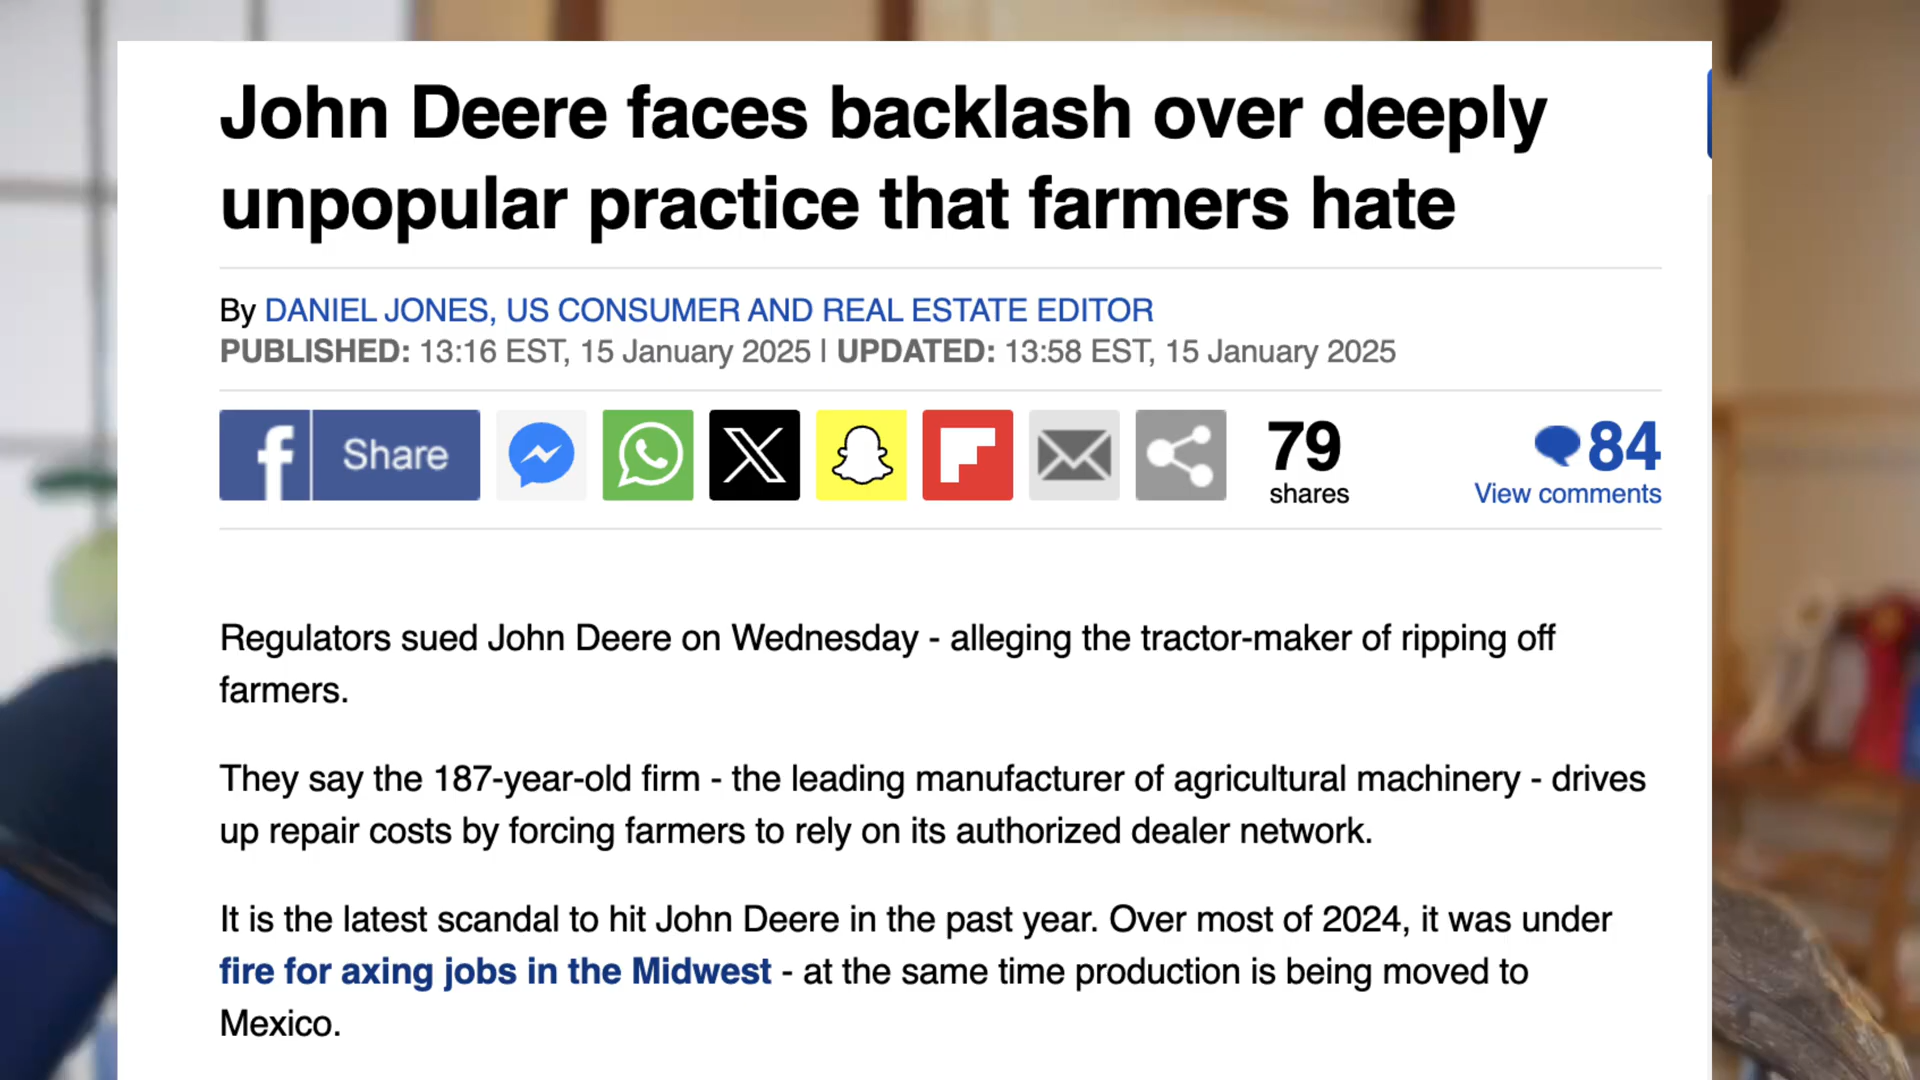 John Deere faces backlash over deeply
unpopular practice that farmers hate
By DANIEL JONES, US CONSUMER AND REAL ESTATE EDITOR
PUBLISHED: 13:16 EST, 15 January 2025 | UPDATED: 13:58 EST, 15 January 2025
Share
79
shares
84
View comments
Regulators sued John Deere on Wednesday - alleging the tractor-maker of ripping off
farmers.
They say the 187-year-old firm - the leading manufacturer of agricultural machinery - drives
up repair costs by forcing farmers to rely on its authorized dealer network.
It is the latest scandal to hit John Deere in the past year. Over most of 2024, it was under
fire for axing jobs in the Midwest - at the same time production is being moved to
Mexico.